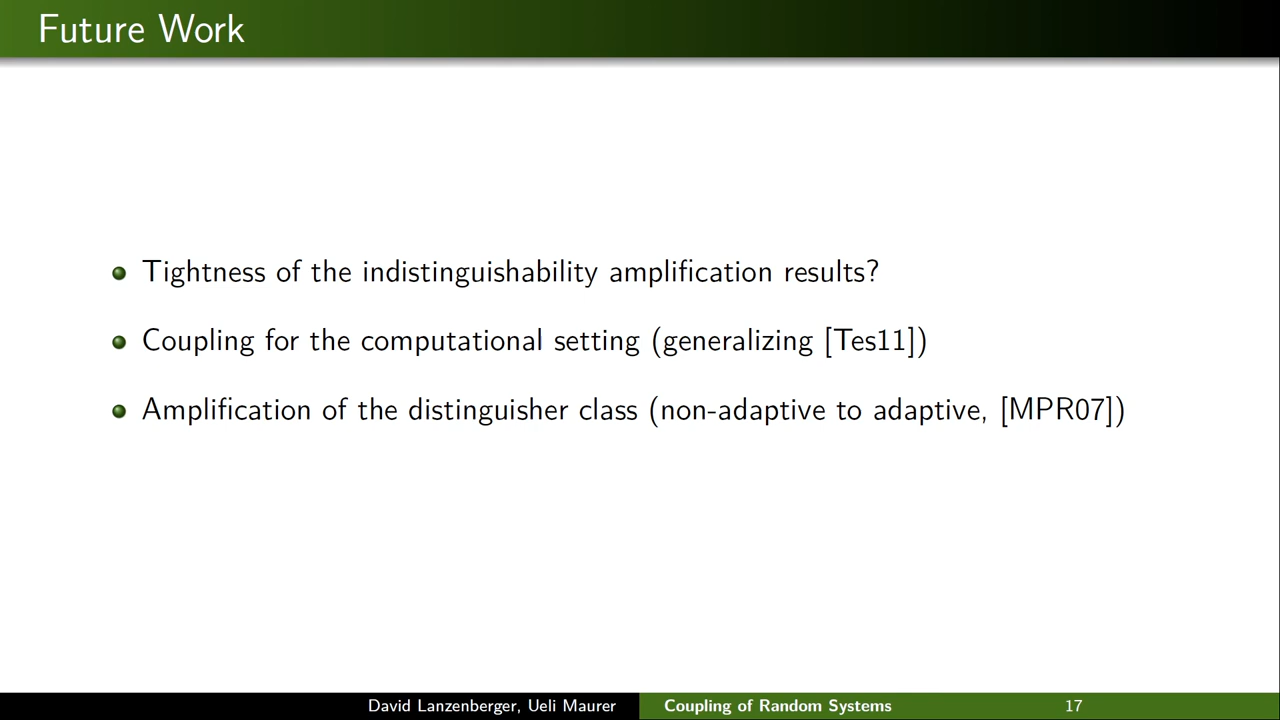 Future Work
Tightness of the indistinguishability amplification results?
Coupling for the computational setting (generalizing [Tes11])
Amplification of the distinguisher class (non-adaptive to adaptive, [MPR07])
David Lanzenberger, Ueli Maurer
Coupling of Random Systems
17